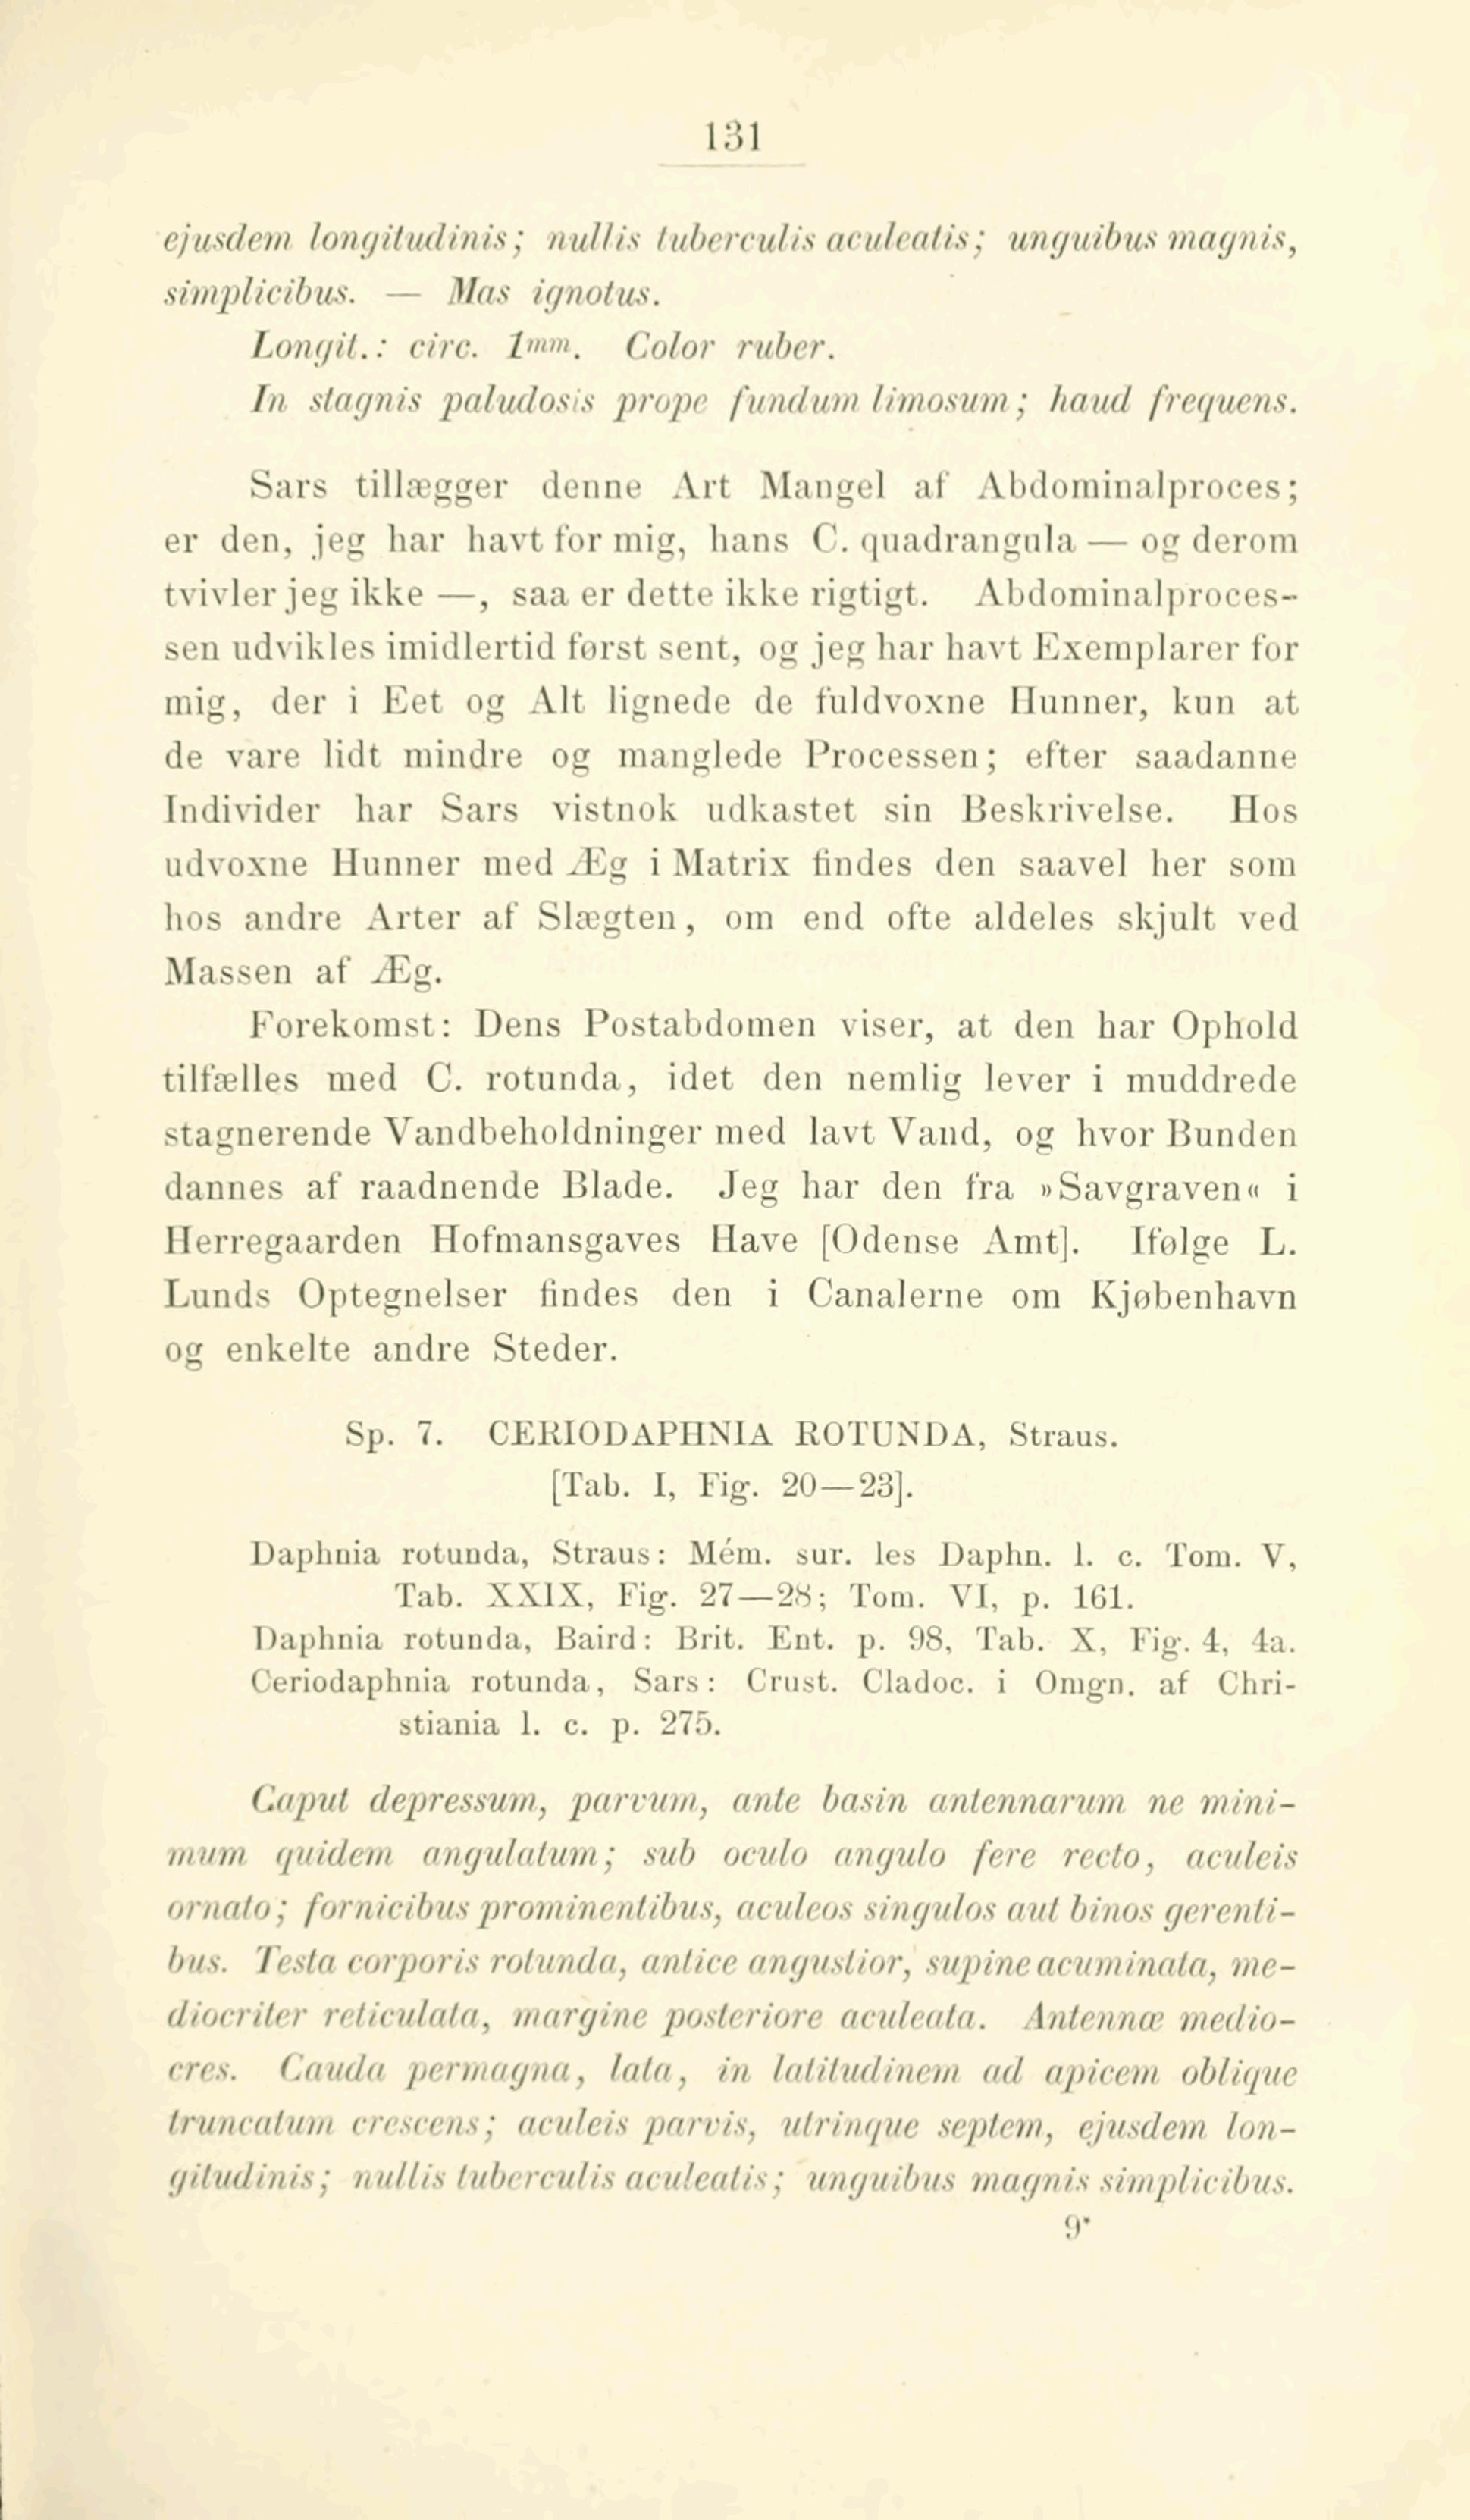 131
ejusdem longitudinis; nullis tuberculis aculeatis; unguibus magnis,
simplicibus. — Mas ignotus.
Longit.: circ. 1mm. Color ruber.
In stagnis paludosis prope fundum limosum; haud frequens.
Sars tillægger denne Art Mangel af Abdominalproces;
er den, jeg har havt for mig, hans C. quadrangula — og derom
tvivler jeg ikke —, saa er dette ikke rigtigt. Abdominalproces-
sen udvikles imidlertid først sent, og jeg har havt Exemplarer for
mig, der i Eet og Alt lignede de fuldvoxne Hunner, kun at
de vare lidt mindre og manglede Processen; efter saadanne
Individer har Sars vistnok udkastet sin Beskrivelse. Hos
udvoxne Hunner med Æg i Matrix findes den saavel her som
hos andre Arter af Slægten, om end ofte aldeles skjult ved
Massen af Æg.
Forekomst: Dens Postabdomen viser, at den har Ophold
tilfælles med C. rotunda, idet den nemlig lever i muddrede
stagnerende Vandbeholdninger med lavt Vand, og hvor Bunden
dannes af raadnende Blade. Jeg har den fra »Savgraven« i
Herregaarden Hofmansgaves Have [Odense Amt]. Ifølge L.
Lunds Optegnelser findes den i Canalerne om Kjøbenhavn
og enkelte andre Steder.
Sp. 7. CERIODAPHNIA ROTUNDA, Straus.
[Tab. I, Fig. 20—23].
Daphnia rotunda, Straus: Mém. sur. les Daphn. l. c. Tom. V,
Tab. XXIX, Fig. 27—28; Tom. VI, p. 161.
Daphnia rotunda, Baird: Brit. Ent. p. 98, Tab. X, Fig. 4, 4a.
Ceriodaphnia rotunda, Sars: Crust. Cladoc. i Omgn. af Chri-
stiania l. c. p. 275.
Caput depressum, parvum, ante basin antennarum ne mini-
mum quidem angulatum; sub oculo angulo fere recto, aculeis
ornato; fornicibus prominentibus, aculeos singulos aut binos gerenti-
bus. Testa corporis rotunda, antice angustior, supine acuminata, me-
diocriter reticulata, margine posteriore aculeata. Antennæ medio-
cres. Cauda permagna, lata, in latitudinem ad apicem oblique
truncatum crescens; aculeis parvis, utrinque septem, ejusdem lon-
gitudinis; nullis tuberculis aculeatis; unguibus magnis simplicibus.
9*